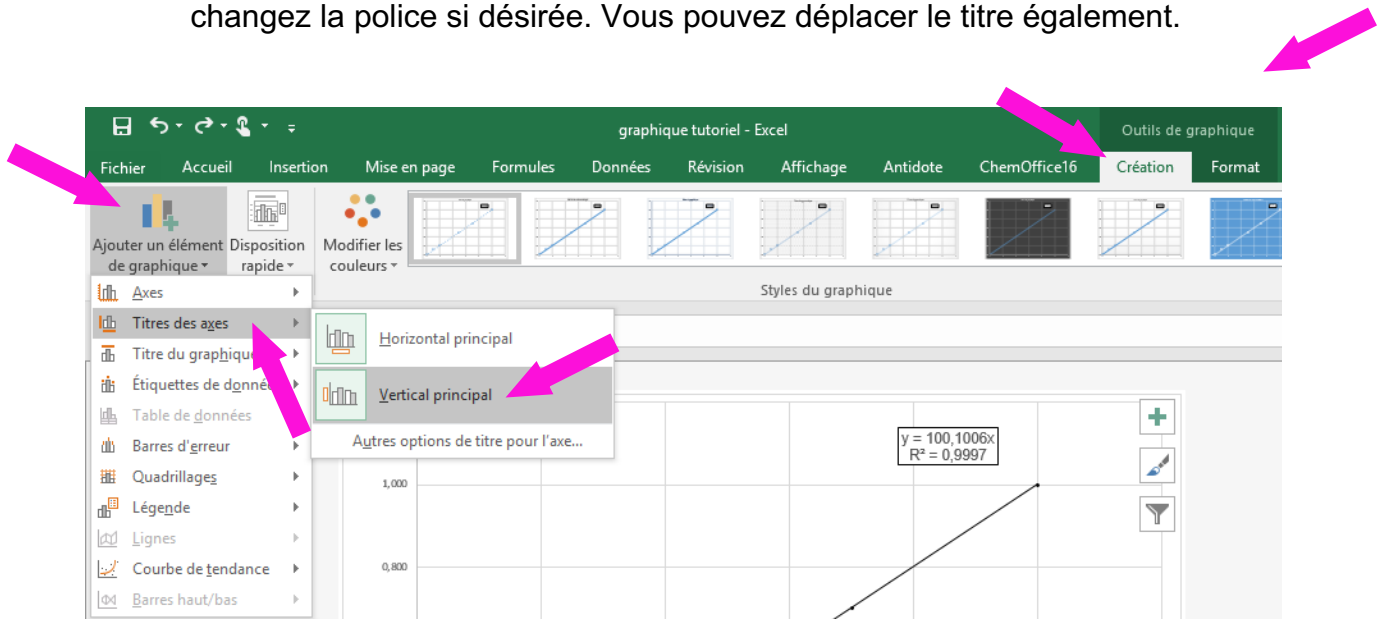 changez la police si désirée. Vous pouvez déplacer le titre également.
graphique tutoriel - Excel
Outils de graphique
Fichier Accueil Insertion Mise en page Formules Données Révision Affichage Antidote ChemOffice16 Création Format
Ajouter un élément de graphique
Disposition rapide
Modifier les couleurs
Styles du graphique
Axes
Titres des axes
Titre du graphique
Étiquettes de données
Table de données
Barres d'erreur
Quadrillages
Légende
Lignes
Courbe de tendance
Barres haut/bas
Horizontal principal
Vertical principal
Autres options de titre pour l'axe...
y = 100,1006x
R² = 0,9997
1,000
0,800